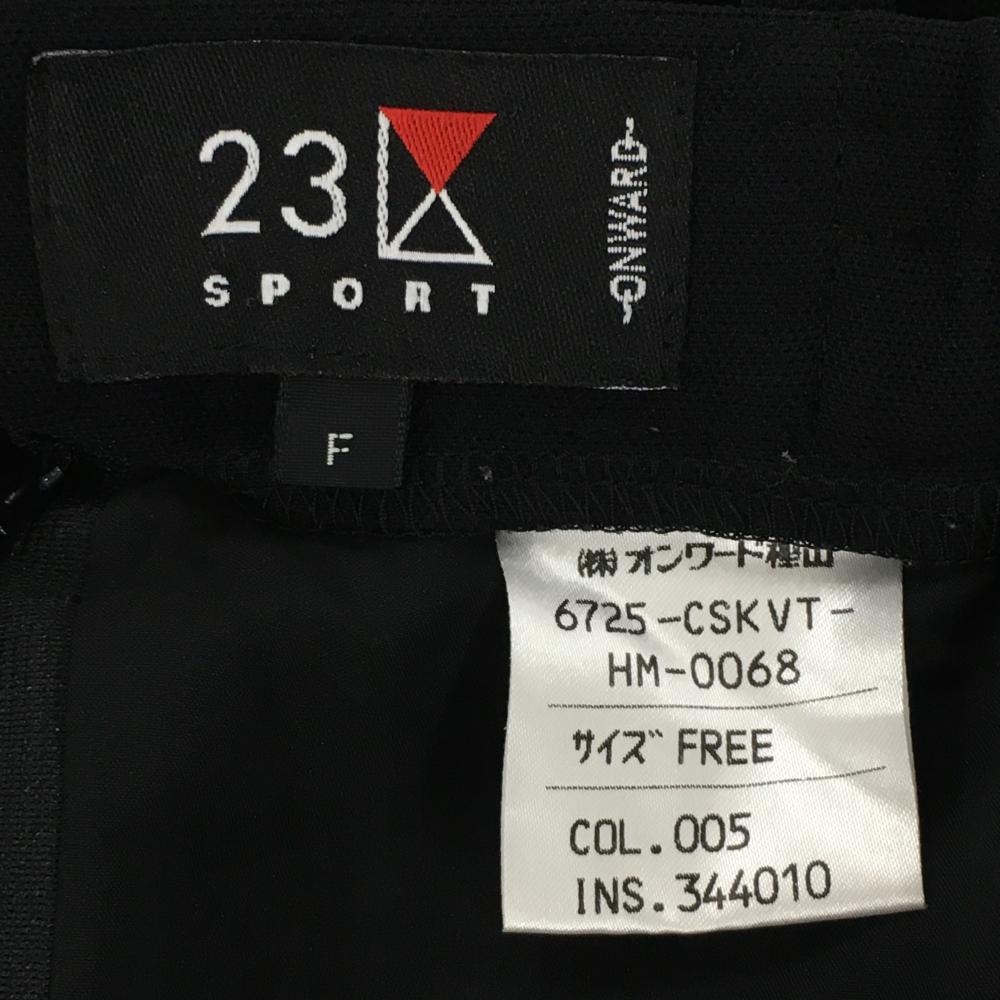 23
SPORT
ONWARD
F
(株)オンワード樫山
6725-CSKVT-
HM-0068
サイズ FREE
COL.005
INS.344010